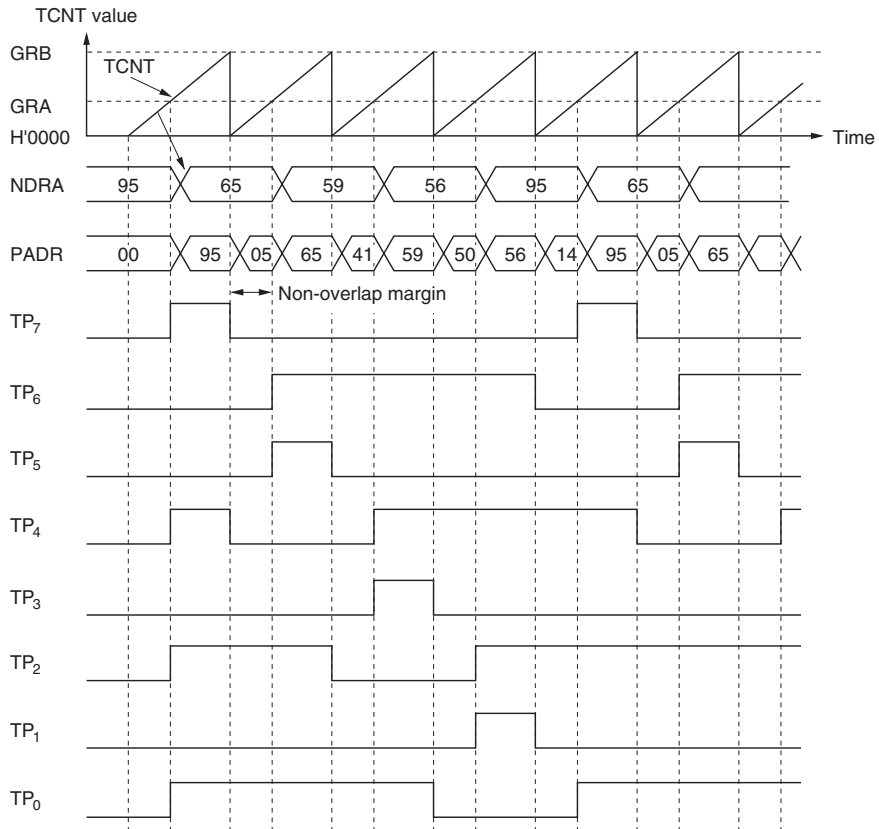 TCNT value
GRB
TCNT
GRA
H'0000
Time
NDRA 95 65 59 56 95 65
PADR 00 95 05 65 41 59 50 56 14 95 05 65
Non-overlap margin
TP7
TP6
TP5
TP4
TP3
TP2
TP1
TP0